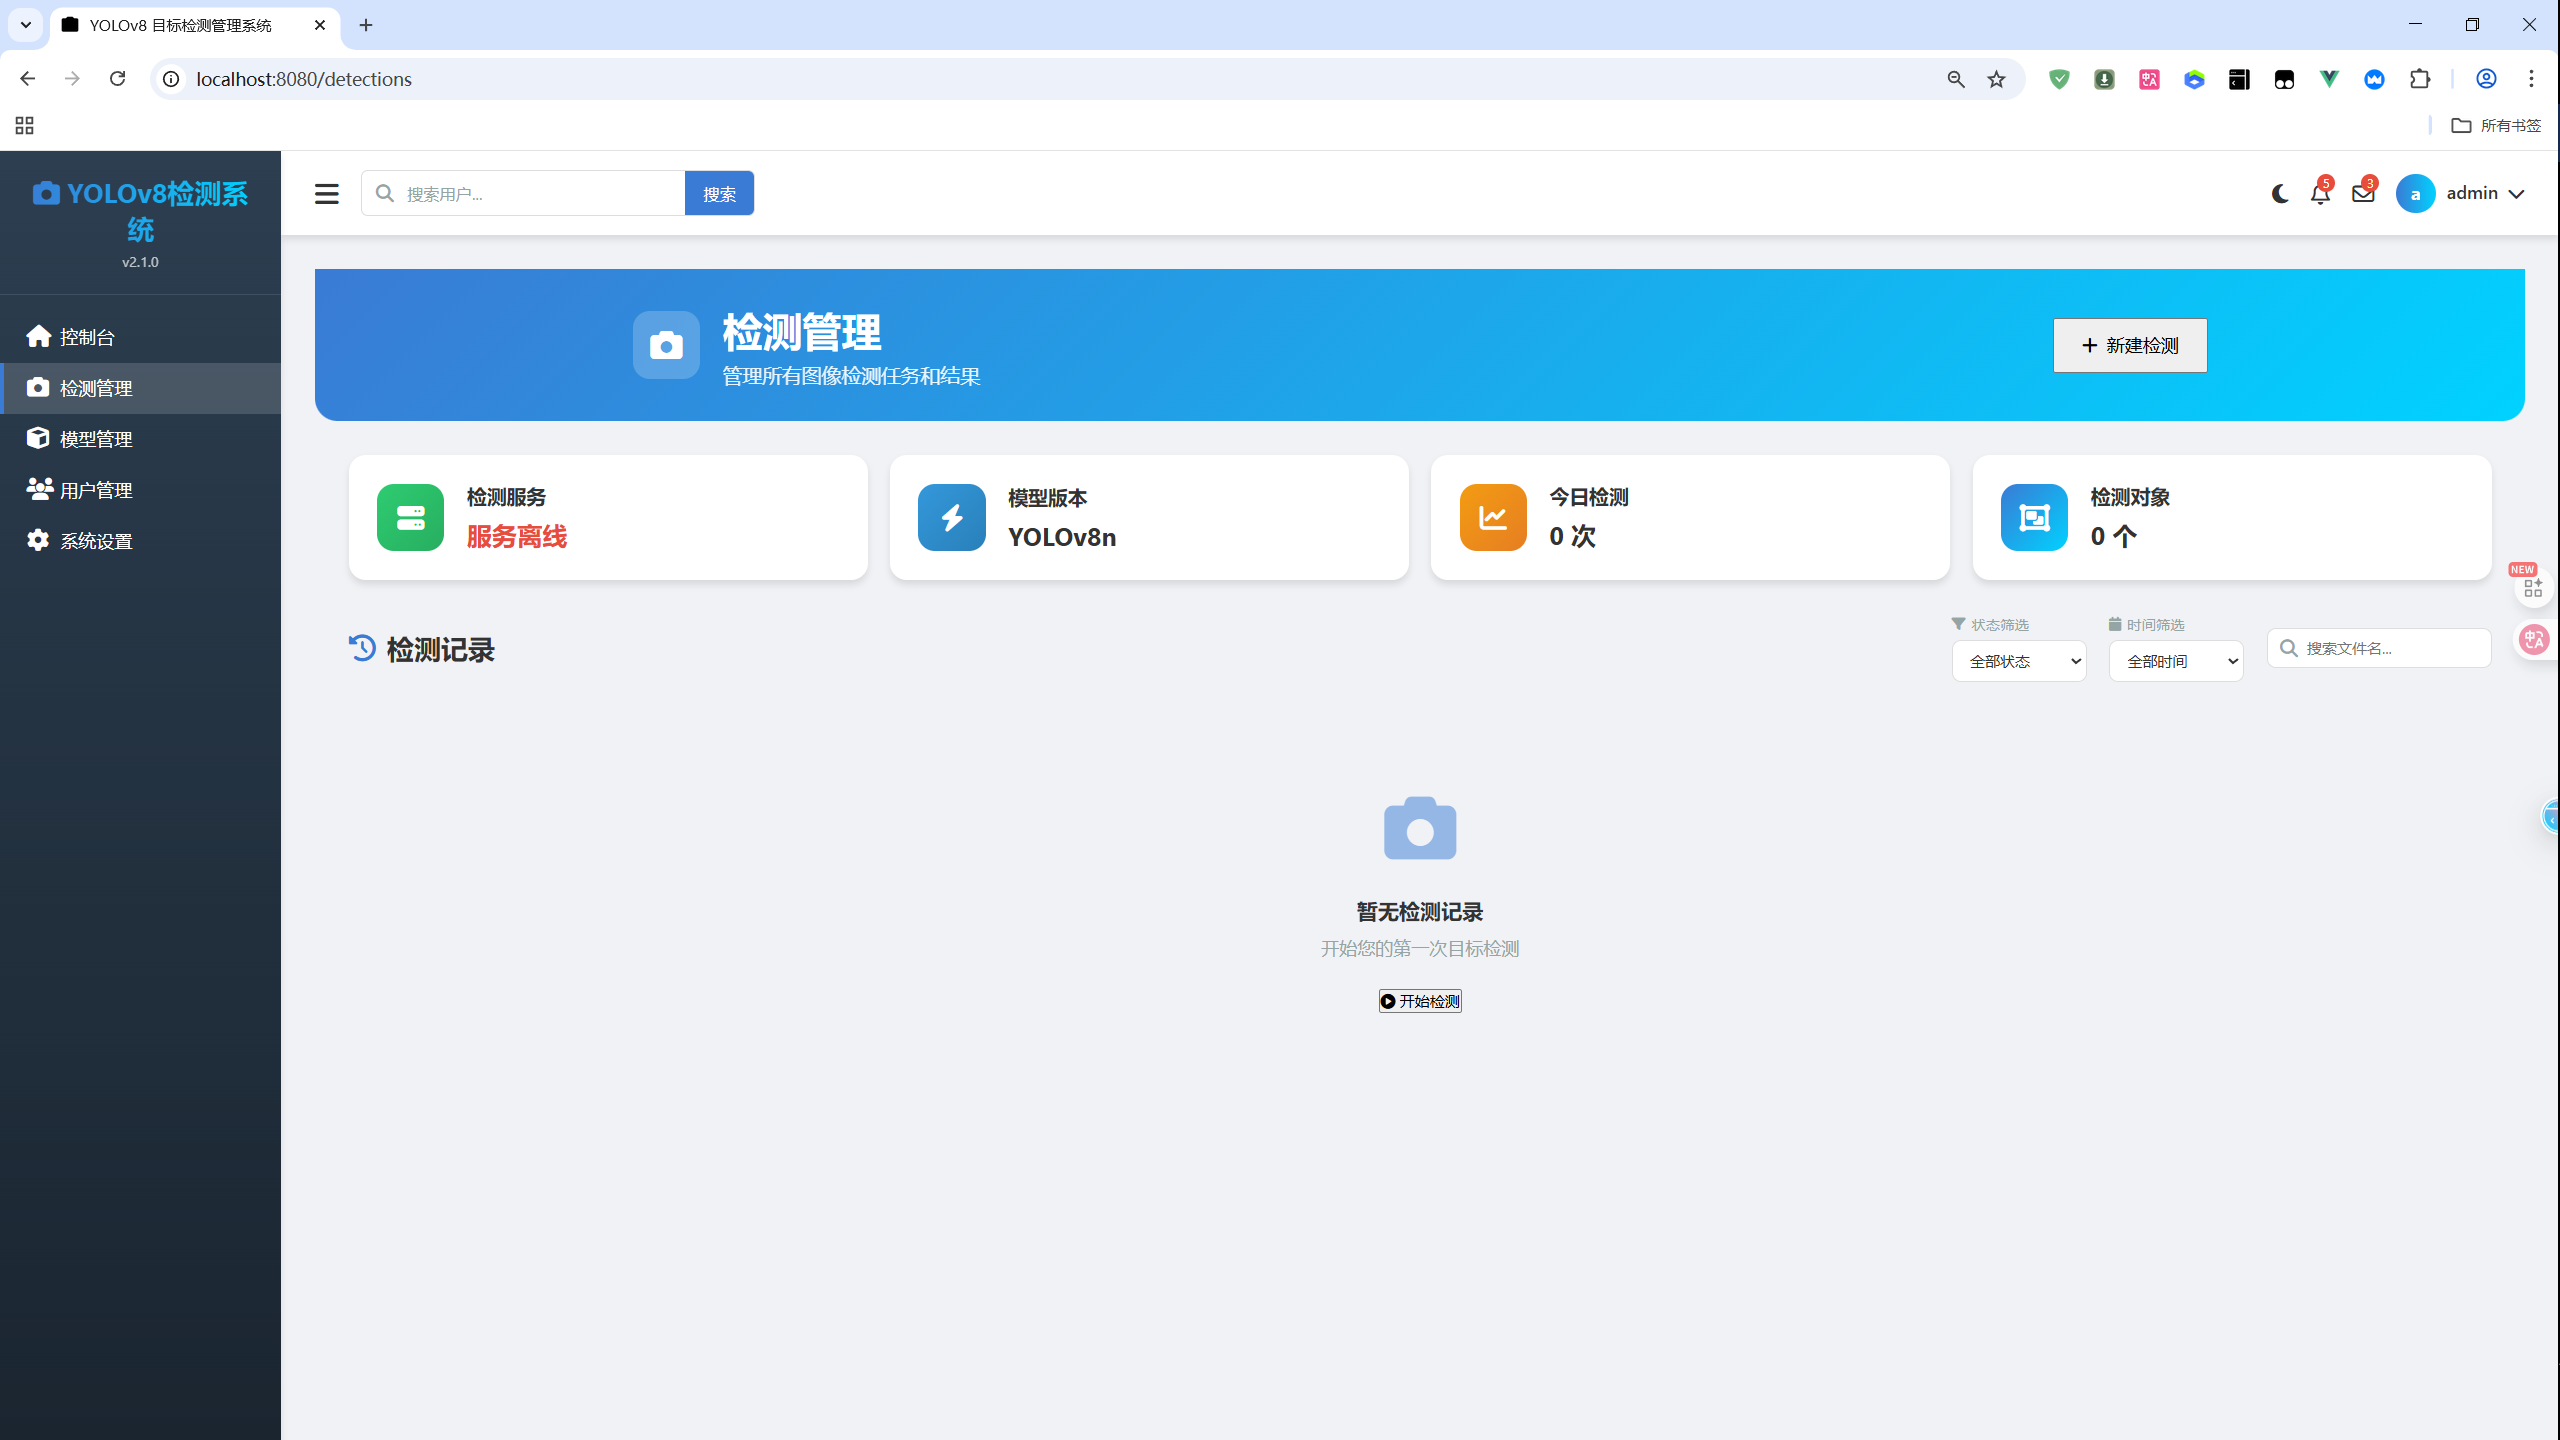 YOLOv8 目标检测管理系统
localhost:8080/detections
所有书签
YOLOv8检测系
统
v2.1.0
控制台
检测管理
模型管理
用户管理
系统设置
搜索用户...
搜索
5
3
a
admin
检测管理
管理所有图像检测任务和结果
新建检测
检测服务
服务离线
模型版本
YOLOv8n
今日检测
0 次
检测对象
0 个
NEW
检测记录
状态筛选
全部状态
时间筛选
全部时间
搜索文件名...
暂无检测记录
开始您的第一次目标检测
开始检测